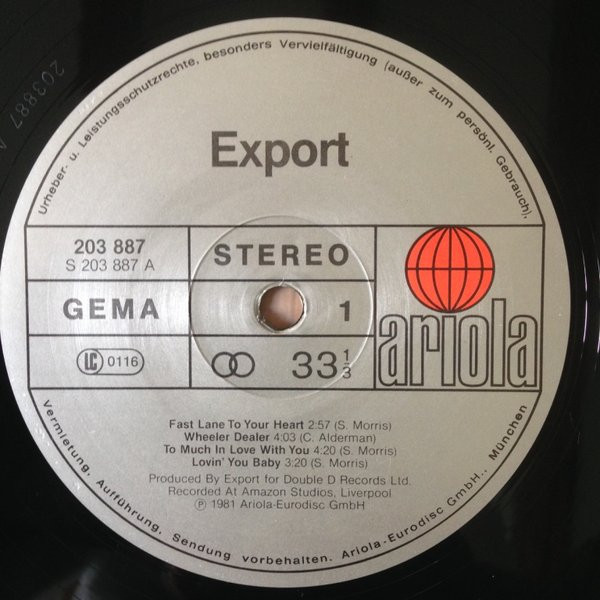 Urheber- u. Leistungsschutzrechte, besonders Vervielfältigung (außer zum persönl. Gebrauch),
Export
203 887
S 203 887 A
STEREO
GEMA
1
LC 0116
33 1/3
ariola
Fast Lane To Your Heart 2:57 (S. Morris)
Wheeler Dealer 4:03 (C. Alderman)
To Much In Love With You 4:20 (S. Morris)
Lovin' You Baby 3:20 (S. Morris)
Produced By Export for Double D Records Ltd.
Recorded At Amazon Studios, Liverpool
℗ 1981 Ariola-Eurodisc GmbH
Vermietung, Aufführung, Sendung vorbehalten. Ariola-Eurodisc GmbH., München
203887 A